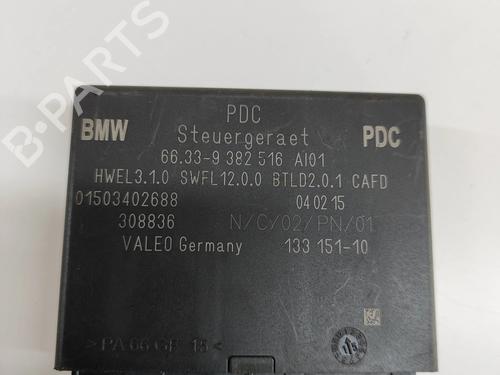 PDC
BMW Steuergeraet PDC
66.33-9 382 516 AI01
HWEL3.1.0 SWFL12.0.0 BTLD2.0.1 CAFD
01503402688 04 02 15
308836 N/C/02/PN/01
VALEO Germany 133 151-10
>PA 66 GF 15<
B-PARTS